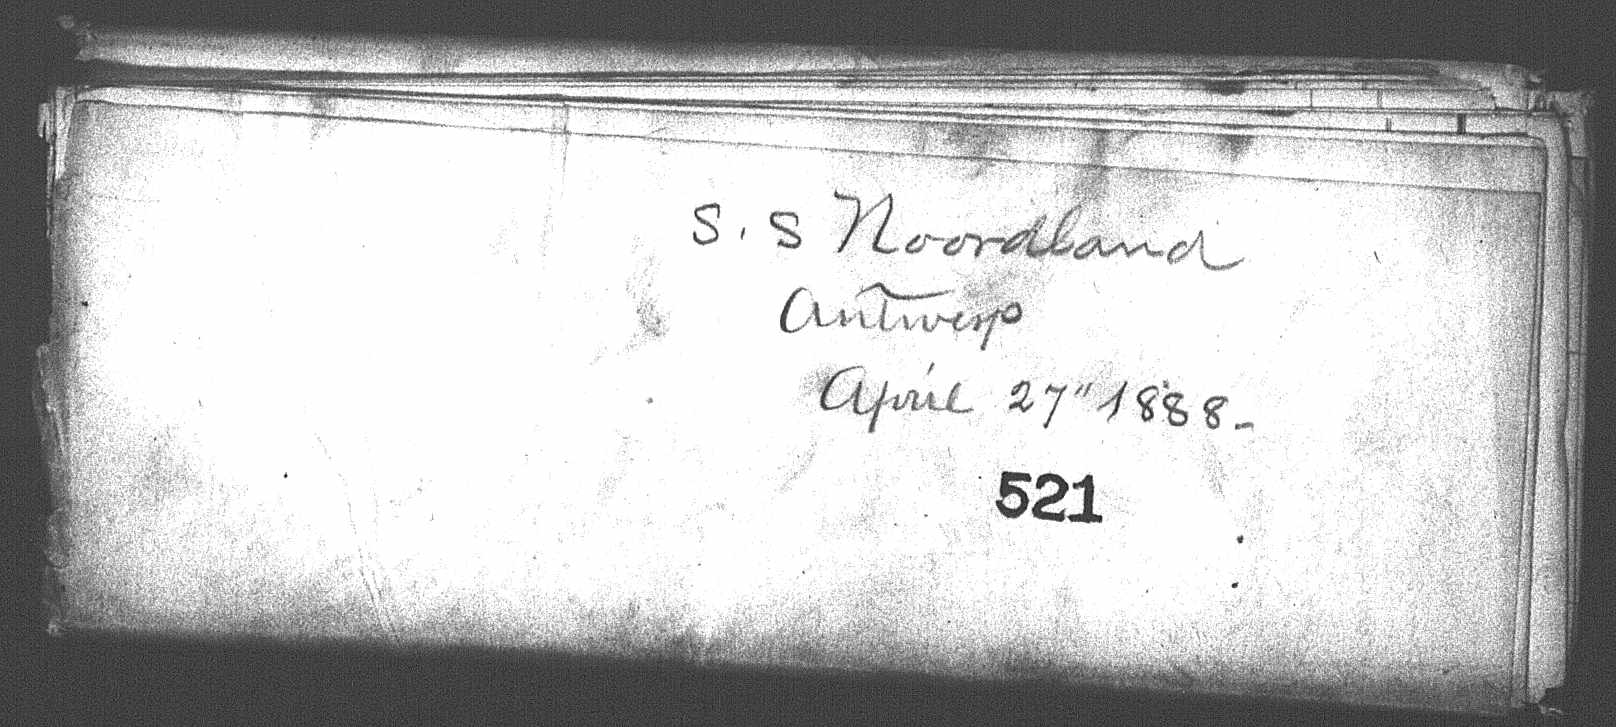 S. S Noordland
Antwerp
April 27" 1888-
521